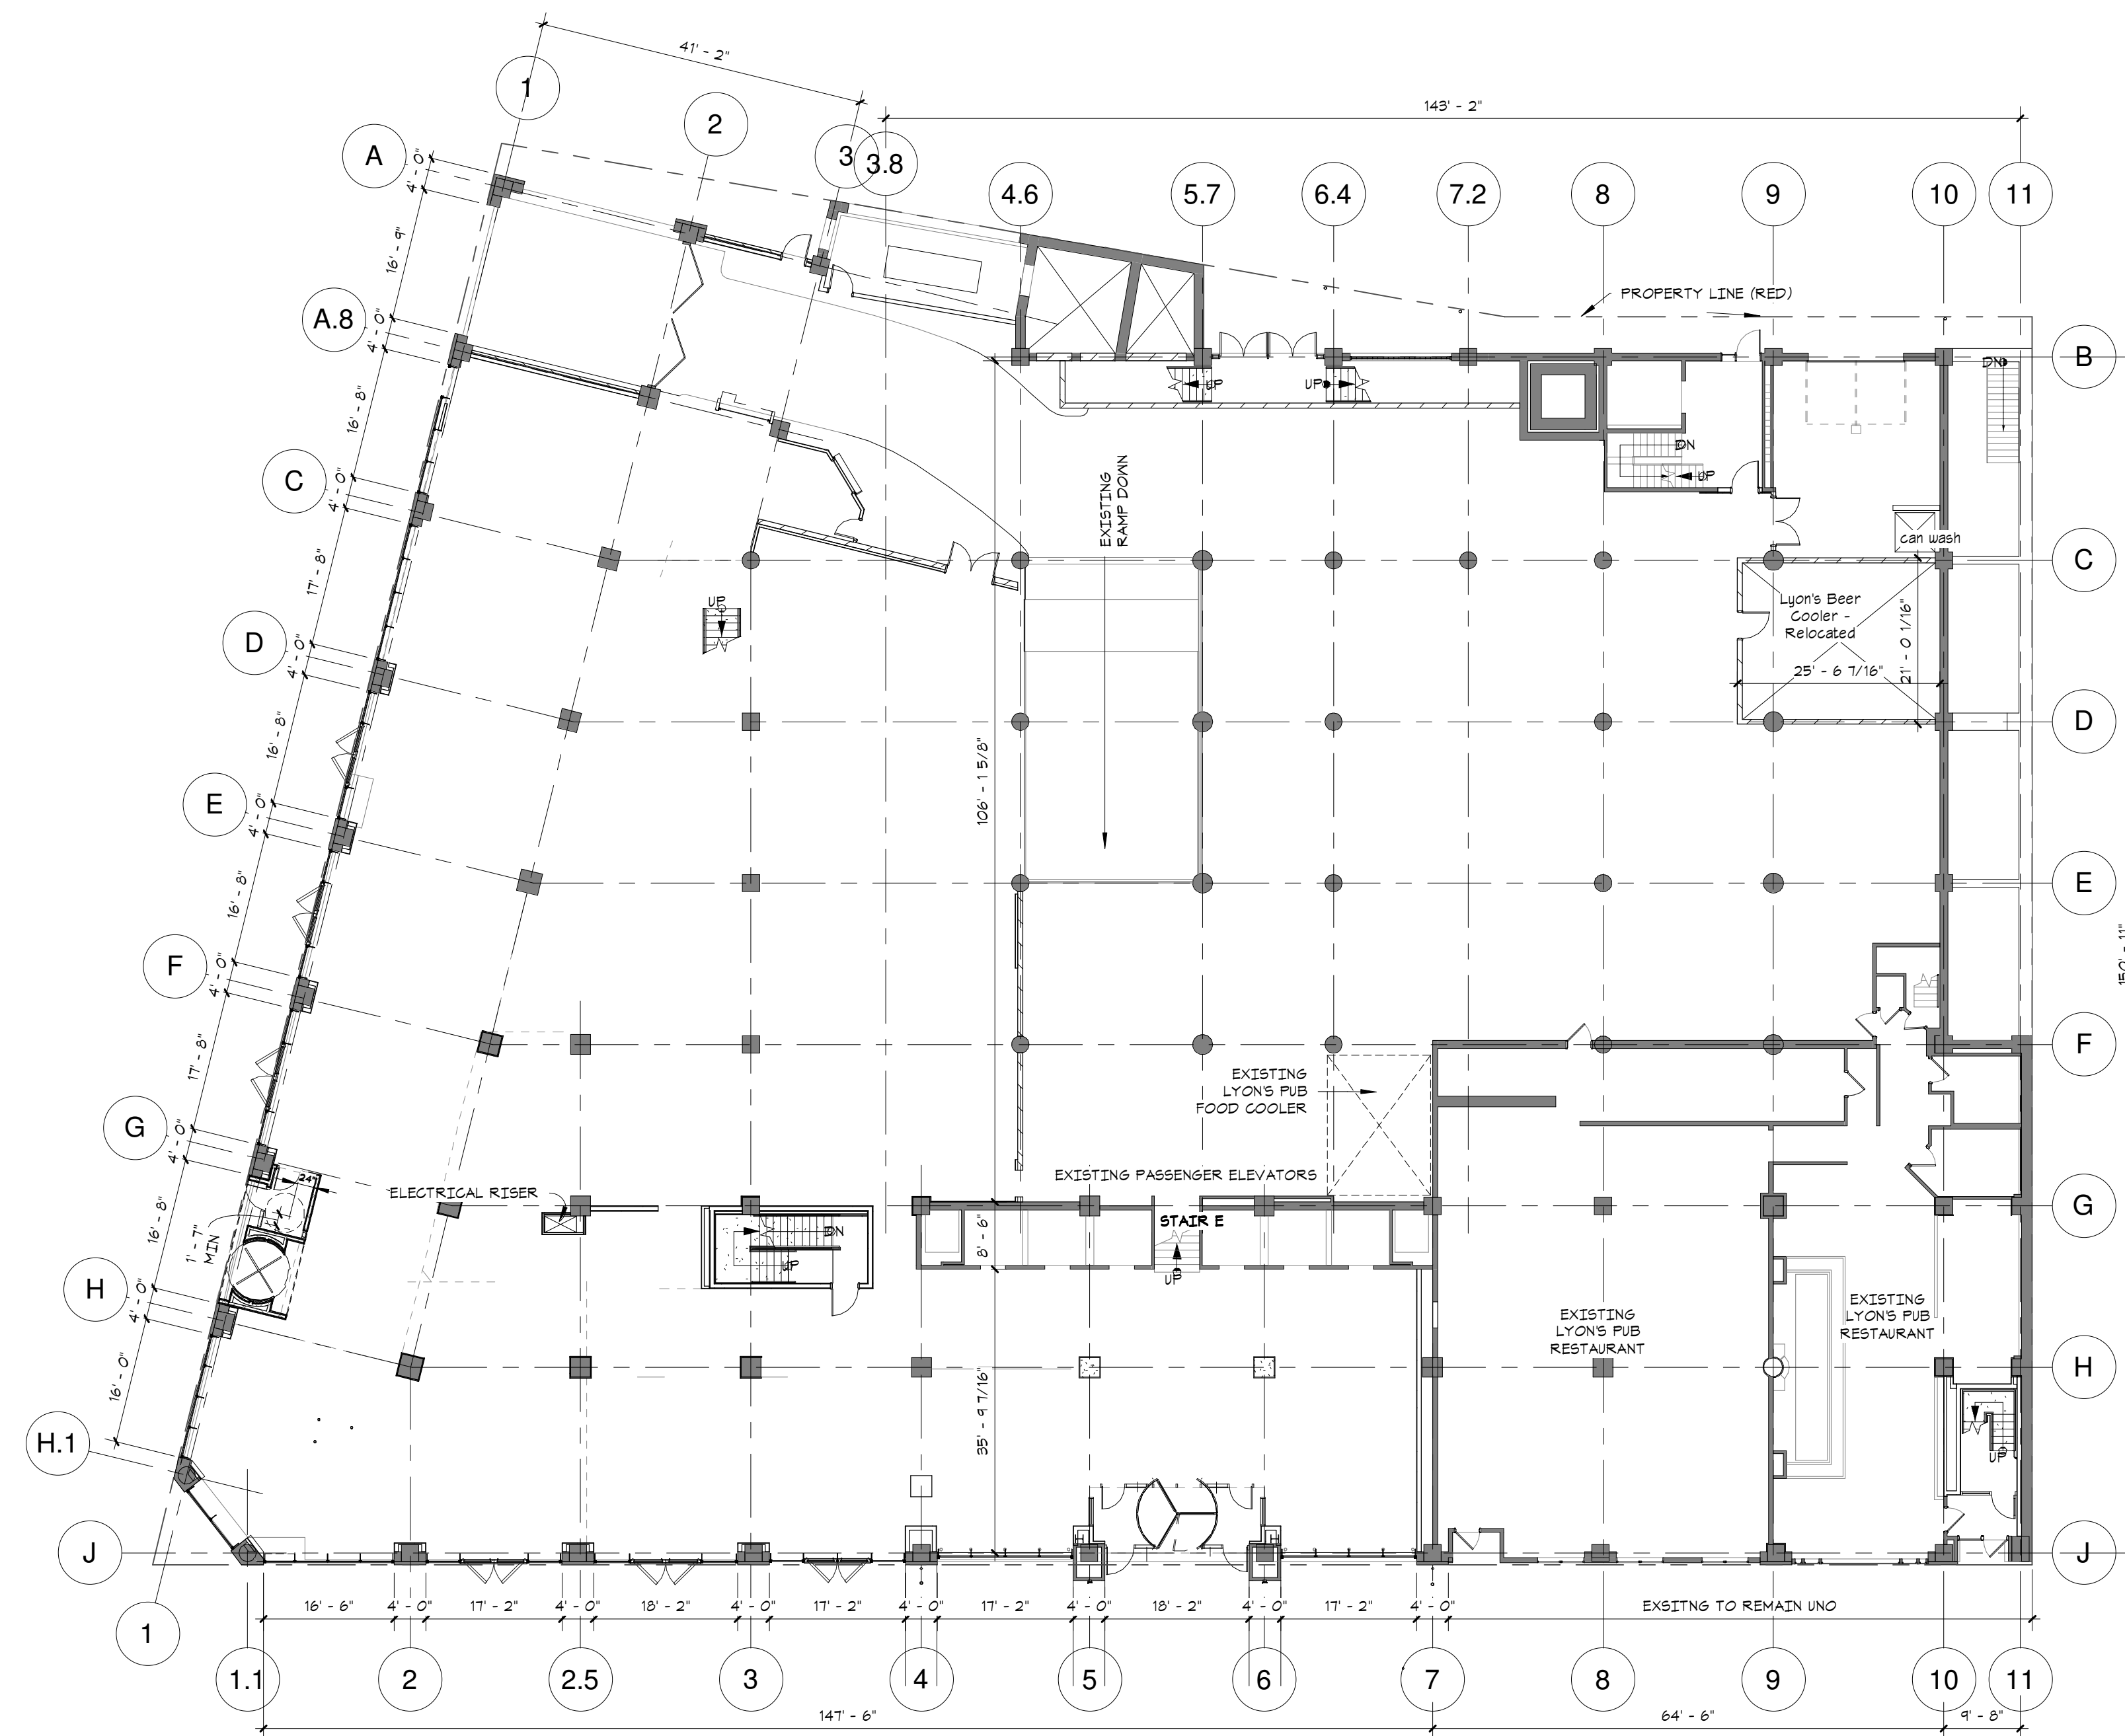 41' - 2"
143' - 2"
1
2
3
3.8
4.6
5.7
6.4
7.2
8
9
10
11
A
4' - 0"
16' - 9"
A.8
4' - 0"
16' - 8"
C
4' - 0"
17' - 8"
D
4' - 0"
16' - 8"
E
4' - 0"
16' - 8"
F
4' - 0"
17' - 8"
G
4' - 0"
16' - 8"
H
4' - 0"
16' - 0"
H.1
J
1
PROPERTY LINE (RED)
B
DN
UP
UP
DN
UP
EXISTING
RAMP DOWN
can wash
C
Lyon's Beer
Cooler -
Relocated
21' - 0 1/16"
25' - 6 7/16"
UP
D
106' - 1 5/8"
E
150' - 11"
F
EXISTING
LYON'S PUB
FOOD COOLER
EXISTING PASSENGER ELEVATORS
24"
ELECTRICAL RISER
1' - 7"
MIN
STAIR E
UP
DN
UP
8' - 6"
G
EXISTING
LYON'S PUB
RESTAURANT
EXISTING
LYON'S PUB
RESTAURANT
H
35' - 9 7/16"
UP
J
16' - 6"
4' - 0"
17' - 2"
4' - 0"
18' - 2"
4' - 0"
17' - 2"
4' - 0"
17' - 2"
4' - 0"
18' - 2"
4' - 0"
17' - 2"
4' - 0"
EXSITNG TO REMAIN UNO
1.1
2
2.5
3
4
5
6
7
8
9
10
11
147' - 6"
64' - 6"
9' - 8"